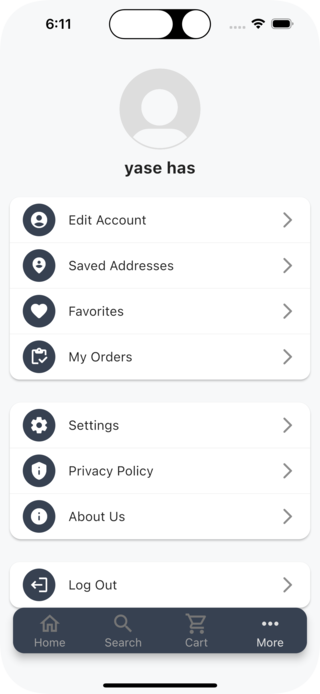 6:11
yase has
Edit Account
Saved Addresses
Favorites
My Orders
Settings
Privacy Policy
About Us
Log Out
Home Search Cart More